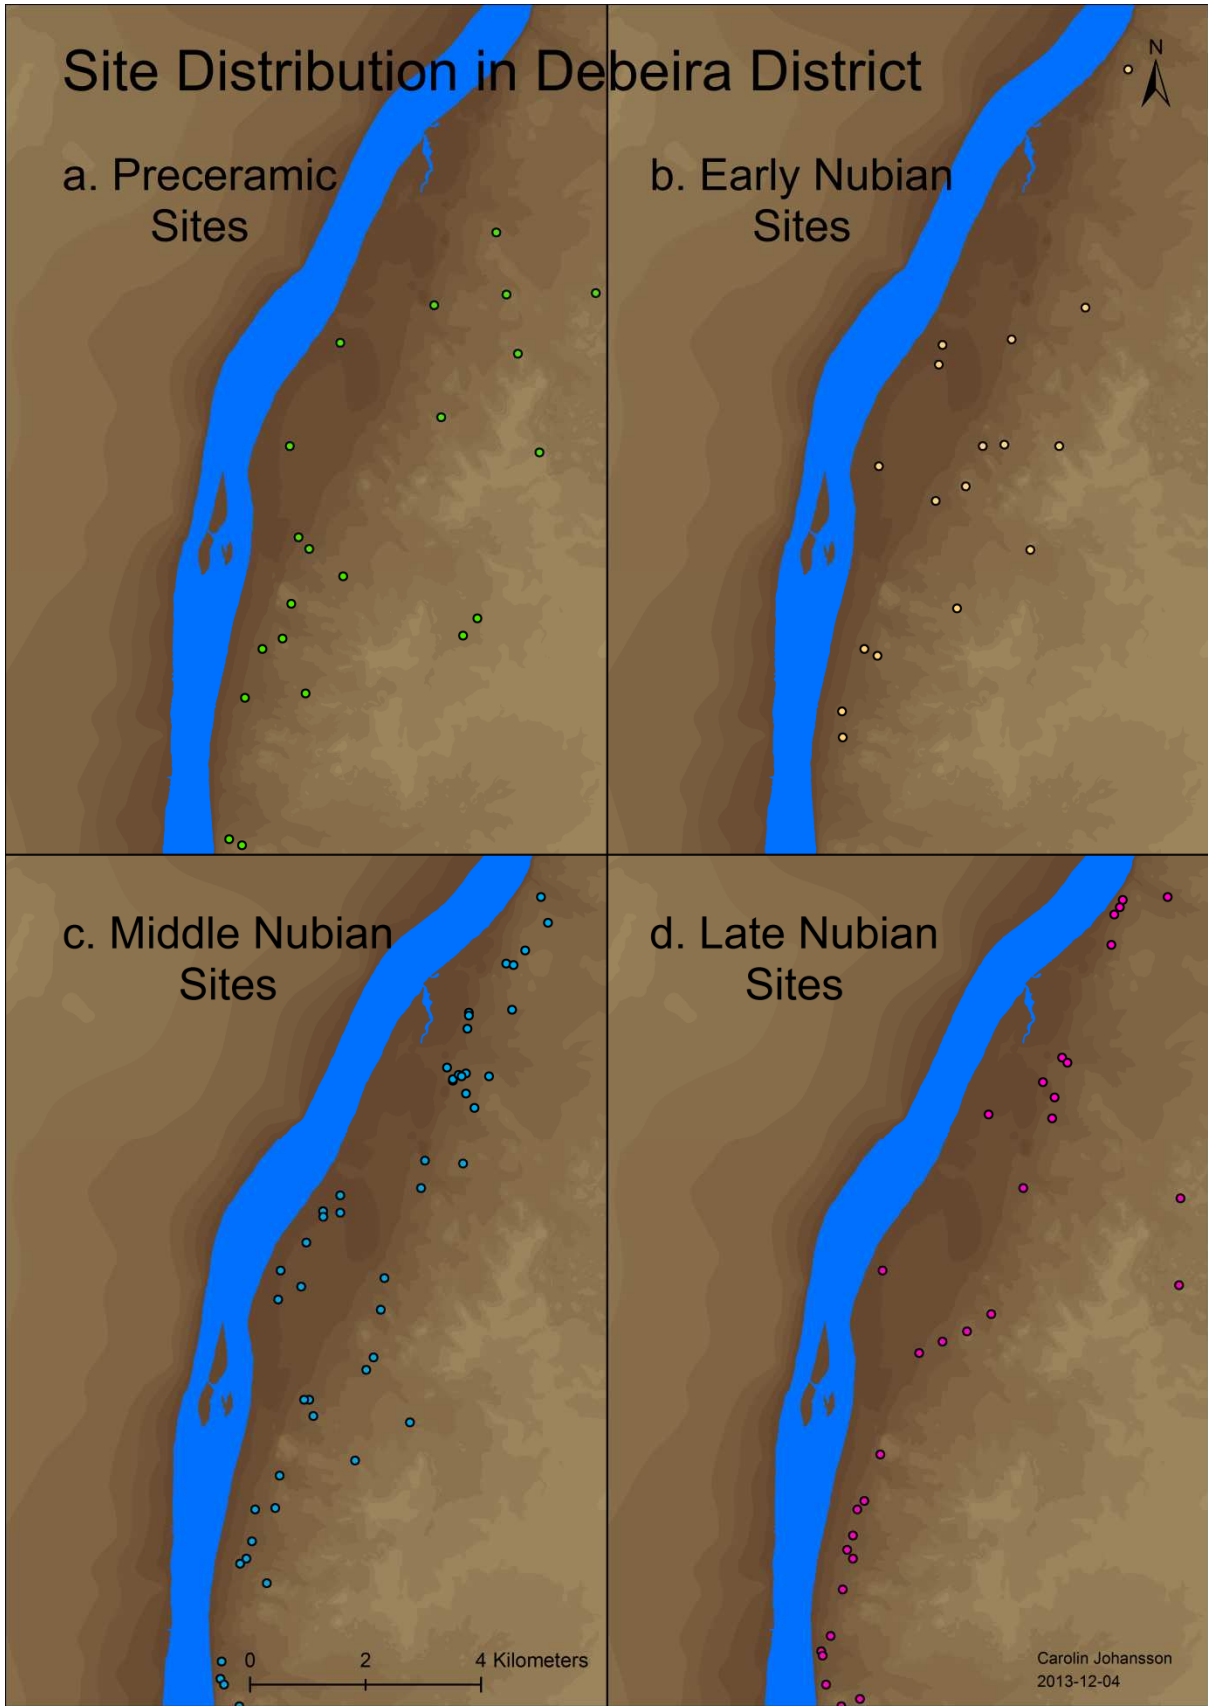 Site Distribution in Debeira District
N
a. Preceramic
Sites
b. Early Nubian
Sites
c. Middle Nubian
Sites
d. Late Nubian
Sites
0 2 4 Kilometers
Carolin Johansson
2013-12-04